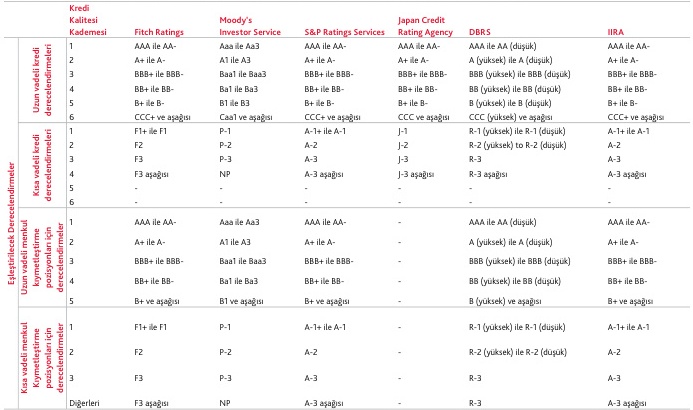 Kredi
Kalitesi
Kademesi
Fitch Ratings
Moody's
Investor Service
S&P Ratings Services
Japan Credit
Rating Agency
DBRS
IIRA
Eşleştirilecek Derecelendirmeler
Uzun vadeli kredi
derecelendirmeleri
1 AAA ile AA- Aaa ile Aa3 AAA ile AA- AAA ile AA- AAA ile AA (düşük) AAA ile AA-
2 A+ ile A- A1 ile A3 A+ ile A- A+ ile A- A (yüksek) ile A (düşük) A+ ile A-
3 BBB+ ile BBB- Baa1 ile Baa3 BBB+ ile BBB- BBB+ ile BBB- BBB (yüksek) ile BBB (düşük) BBB+ ile BBB-
4 BB+ ile BB- Ba1 ile Ba3 BB+ ile BB- BB+ ile BB- BB (yüksek) ile BB (düşük) BB+ ile BB-
5 B+ ile B- B1 ile B3 B+ ile B- B+ ile B- B (yüksek) ile B (düşük) B+ ile B-
6 CCC+ ve aşağısı Caa1 ve aşağısı CCC+ ve aşağısı CCC ve aşağısı CCC (yüksek) ve aşağısı CCC+ ve aşağısı
Kısa vadeli kredi
derecelendirmeleri
1 F1+ ile F1 P-1 A-1+ ile A-1 J-1 R-1 (yüksek) ile R-1 (düşük) A-1+ ile A-1
2 F2 P-2 A-2 J-2 R-2 (yüksek) to R-2 (düşük) A-2
3 F3 P-3 A-3 J-3 R-3 A-3
4 F3 aşağısı NP A-3 aşağısı J-3 aşağısı R-3 aşağısı A-3 aşağısı
5 - - - - - -
6 - - - - - -
Uzun vadeli menkul
kıymetleştirme
pozisyonları için
derecelendirmeler
1 AAA ile AA- Aaa ile Aa3 AAA ile AA- - AAA ile AA (düşük) AAA ile AA-
2 A+ ile A- A1 ile A3 A+ ile A- - A (yüksek) ile A (düşük) A+ ile A-
3 BBB+ ile BBB- Baa1 ile Baa3 BBB+ ile BBB- - BBB (yüksek) ile BBB (düşük) BBB+ ile BBB-
4 BB+ ile BB- Ba1 ile Ba3 BB+ ile BB- - BB (yüksek) ile BB (düşük) BB+ ile BB-
5 B+ ve aşağısı B1 ve aşağısı B+ ve aşağısı - B (yüksek) ve aşağısı B+ ve aşağısı
Kısa vadeli menkul
Kıymetleştirme
pozisyonları için
derecelendirmeler
1 F1+ ile F1 P-1 A-1+ ile A-1 - R-1 (yüksek) ile R-1 (düşük) A-1+ ile A-1
2 F2 P-2 A-2 - R-2 (yüksek) ile R-2 (düşük) A-2
3 F3 P-3 A-3 - R-3 A-3
Diğerleri F3 aşağısı NP A-3 aşağısı - R-3 A-3 aşağısı